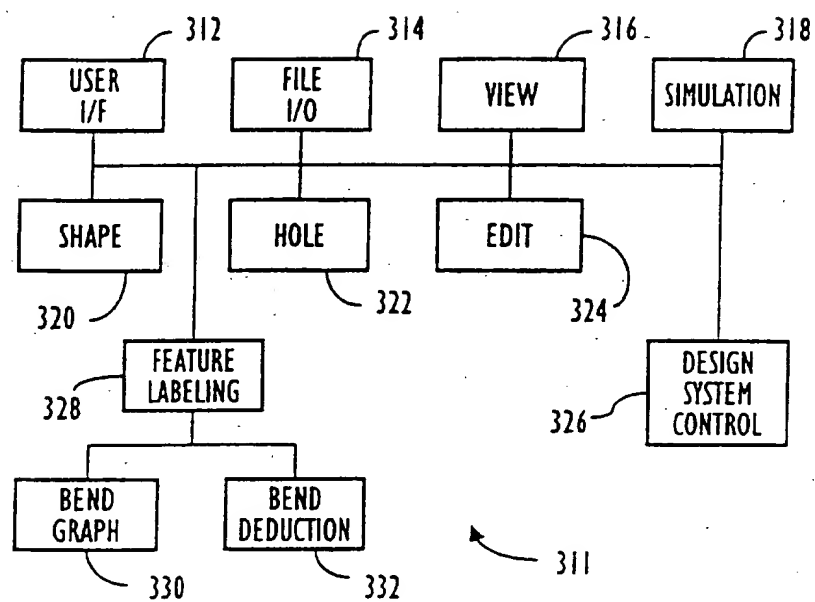 312
314
316
318
USER
I/F
FILE
I/O
VIEW
SIMULATION
SHAPE
HOLE
EDIT
320
322
324
FEATURE
LABELING
328
DESIGN
SYSTEM
CONTROL
326
BEND
GRAPH
BEND
DEDUCTION
330
332
311